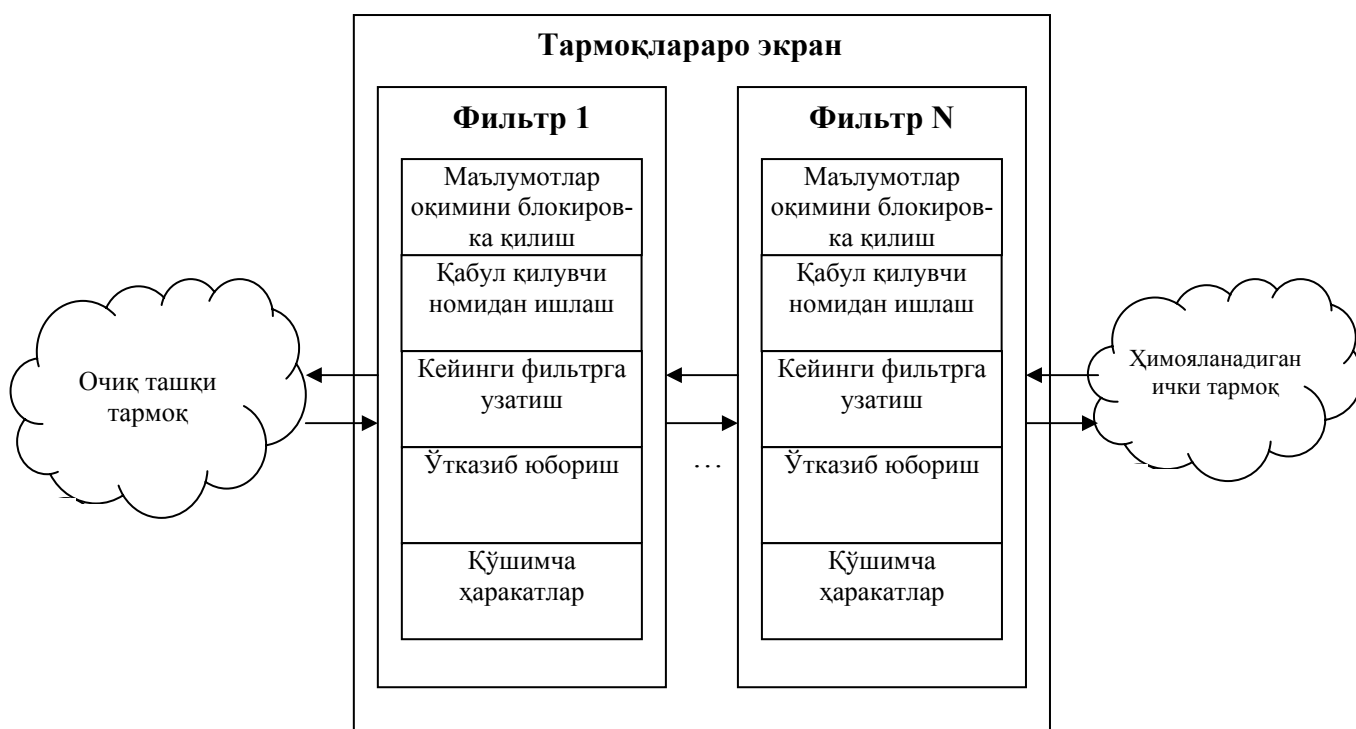 Тармоқлараро экран
Фильтр 1
Маълумотлар
оқимини блокиров-
ка қилиш
Қабул қилувчи
номидан ишлаш
Кейинги фильтрга
узатиш
Ўтказиб юбориш
Қўшимча
ҳаракатлар
Фильтр N
Маълумотлар
оқимини блокиров-
ка қилиш
Қабул қилувчи
номидан ишлаш
Кейинги фильтрга
узатиш
Ўтказиб юбориш
Қўшимча
ҳаракатлар
Очиқ ташқи
тармоқ
…
Ҳимояланадиган
ички тармоқ